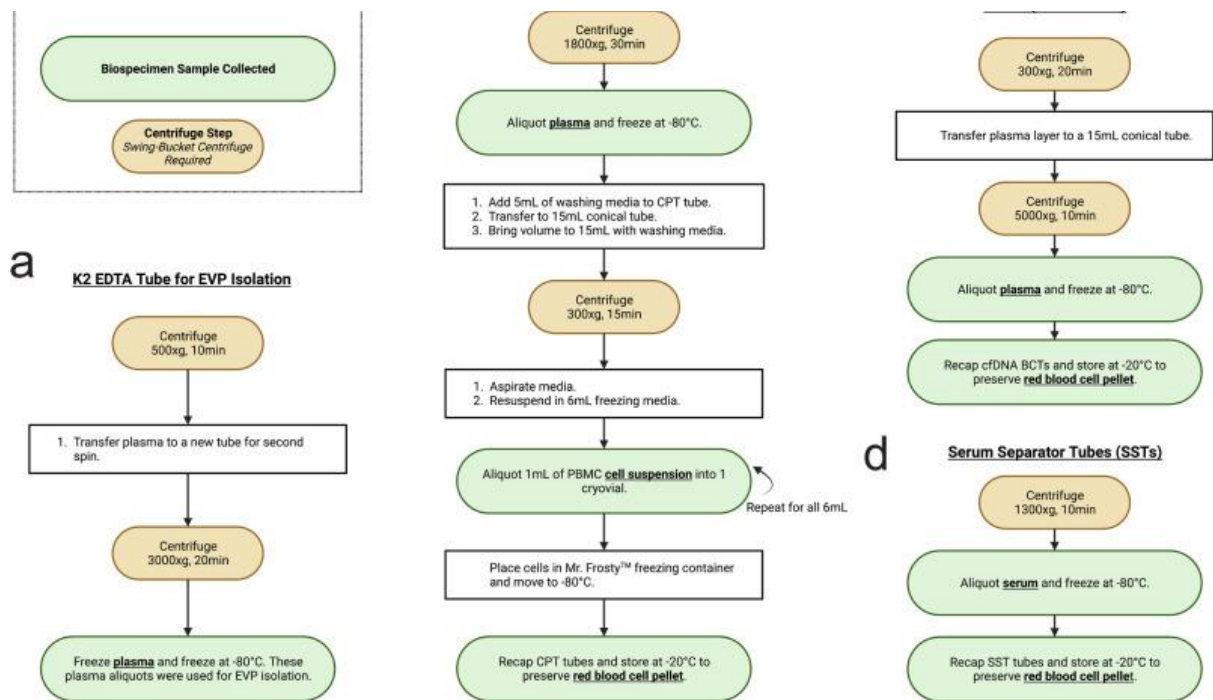 Biospecimen Sample Collected
Centrifuge Step
Swing-Bucket Centrifuge
Required
a
K2 EDTA Tube for EVP Isolation
Centrifuge
500xg, 10min
1. Transfer plasma to a new tube for second
spin.
Centrifuge
3000xg, 20min
Freeze plasma and freeze at -80°C. These
plasma aliquots were used for EVP isolation.
Centrifuge
1800xg, 30min
Aliquot plasma and freeze at -80°C.
1. Add 5mL of washing media to CPT tube.
2. Transfer to 15mL conical tube.
3. Bring volume to 15mL with washing media.
Centrifuge
300xg, 15min
1. Aspirate media.
2. Resuspend in 6mL freezing media.
Aliquot 1mL of PBMC cell suspension into 1
cryovial.
Repeat for all 6mL
Place cells in Mr. Frosty™ freezing container
and move to -80°C.
Recap CPT tubes and store at -20°C to
preserve red blood cell pellet.
Centrifuge
300xg, 20min
Transfer plasma layer to a 15mL conical tube.
Centrifuge
5000xg, 10min
Aliquot plasma and freeze at -80°C.
Recap cfDNA BCTs and store at -20°C to
preserve red blood cell pellet.
d
Serum Separator Tubes (SSTs)
Centrifuge
1300xg, 10min
Aliquot serum and freeze at -80°C.
Recap SST tubes and store at -20°C to
preserve red blood cell pellet.